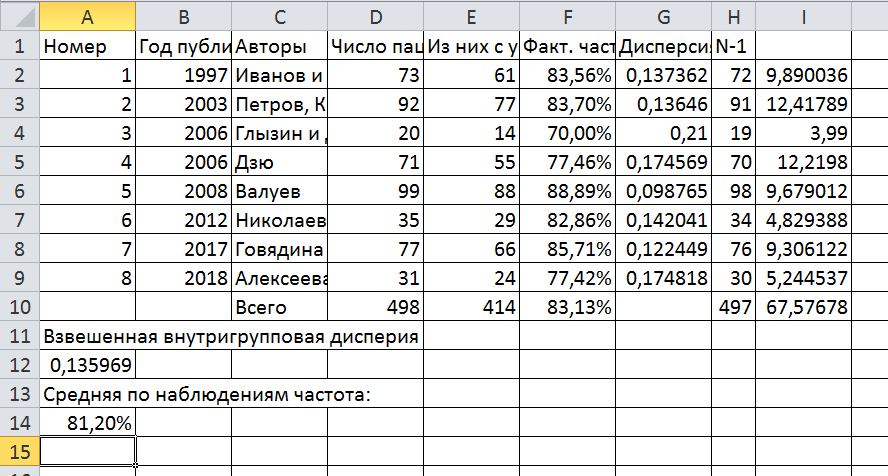 A B C D E F G H I
1 Номер Год публи Авторы Число пац Из них с у Факт. част Дисперсия N-1
2 1 1997 Иванов и 73 61 83,56% 0,137362 72 9,890036
3 2 2003 Петров, К 92 77 83,70% 0,13646 91 12,41789
4 3 2006 Глызин и 20 14 70,00% 0,21 19 3,99
5 4 2006 Дзю 71 55 77,46% 0,174569 70 12,2198
6 5 2008 Валуев 99 88 88,89% 0,098765 98 9,679012
7 6 2012 Николаев 35 29 82,86% 0,142041 34 4,829388
8 7 2017 Говядина 77 66 85,71% 0,122449 76 9,306122
9 8 2018 Алексеева 31 24 77,42% 0,174818 30 5,244537
10 Всего 498 414 83,13% 497 67,57678
11 Взвешенная внутригрупповая дисперия
12 0,135969
13 Средняя по наблюдениям частота:
14 81,20%
15